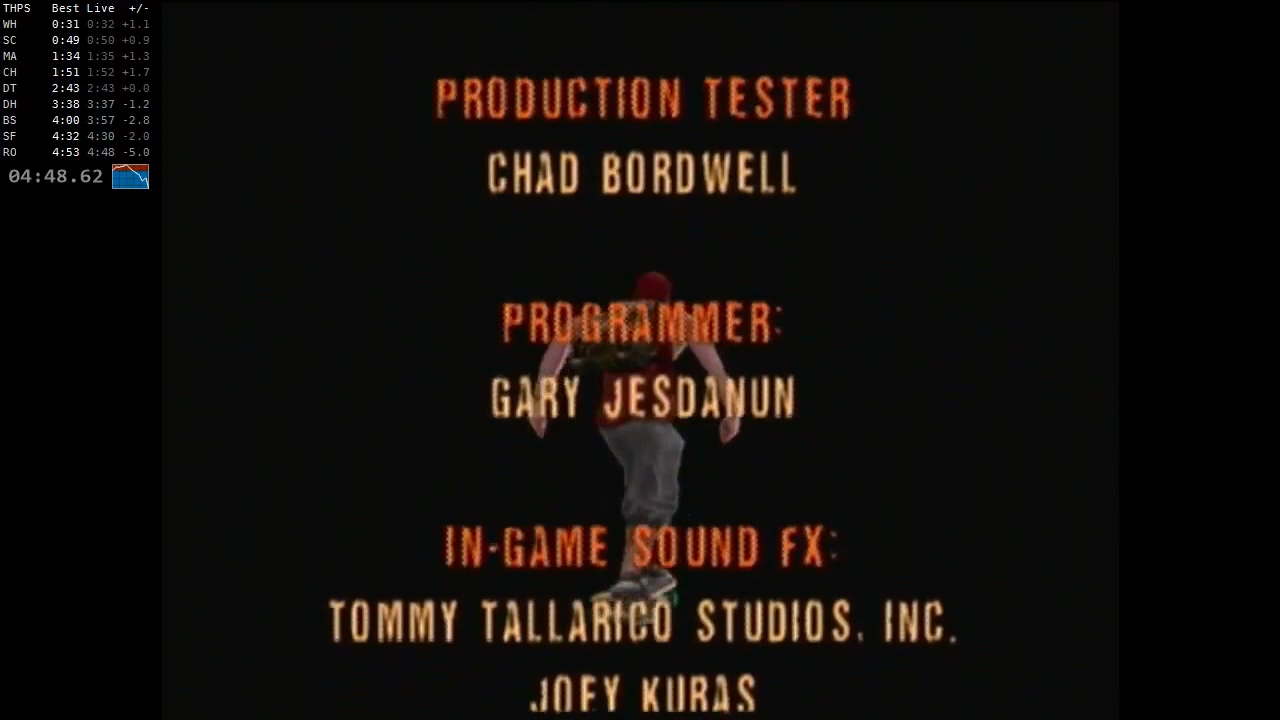 THPS Best Live +/-
WH 0:31 0:32 +1.1
SC 0:49 0:50 +0.9
MA 1:34 1:35 +1.3
CH 1:51 1:52 +1.7
DT 2:43 2:43 +0.0
DH 3:38 3:37 -1.2
BS 4:00 3:57 -2.8
SF 4:32 4:30 -2.0
RO 4:53 4:48 -5.0
04:48.62
PRODUCTION TESTER
CHAD BORDWELL
PROGRAMMER:
GARY JESDANUN
IN-GAME SOUND FX:
TOMMY TALLARICO STUDIOS, INC.
JOEY KURAS